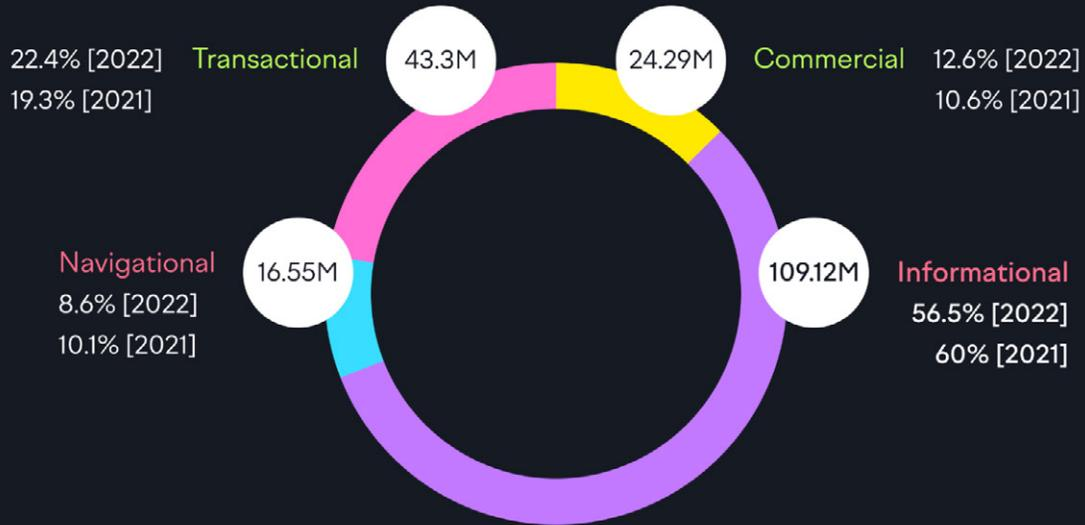 22.4% [2022]
19.3% [2021]
Transactional
43.3M
24.29M
Commercial
12.6% [2022]
10.6% [2021]
Navigational
8.6% [2022]
10.1% [2021]
16.55M
109.12M
Informational
56.5% [2022]
60% [2021]